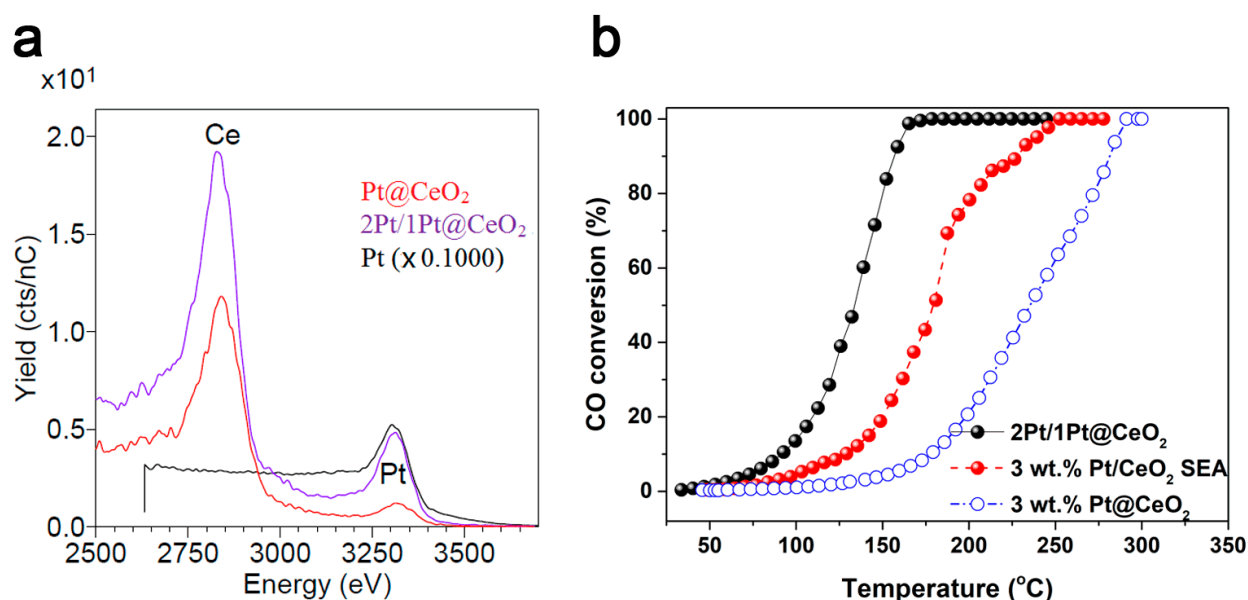 a
x10¹
2.0
1.5
1.0
0.5
0.0
Yield (cts/nC)
Ce
Pt
Pt@CeO₂
2Pt/1Pt@CeO₂
Pt (x 0.1000)
2500 2750 3000 3250 3500
Energy (eV)
b
100
80
60
40
20
0
CO conversion (%)
2Pt/1Pt@CeO₂
3 wt.% Pt/CeO₂ SEA
3 wt.% Pt@CeO₂
50 100 150 200 250 300 350
Temperature (°C)